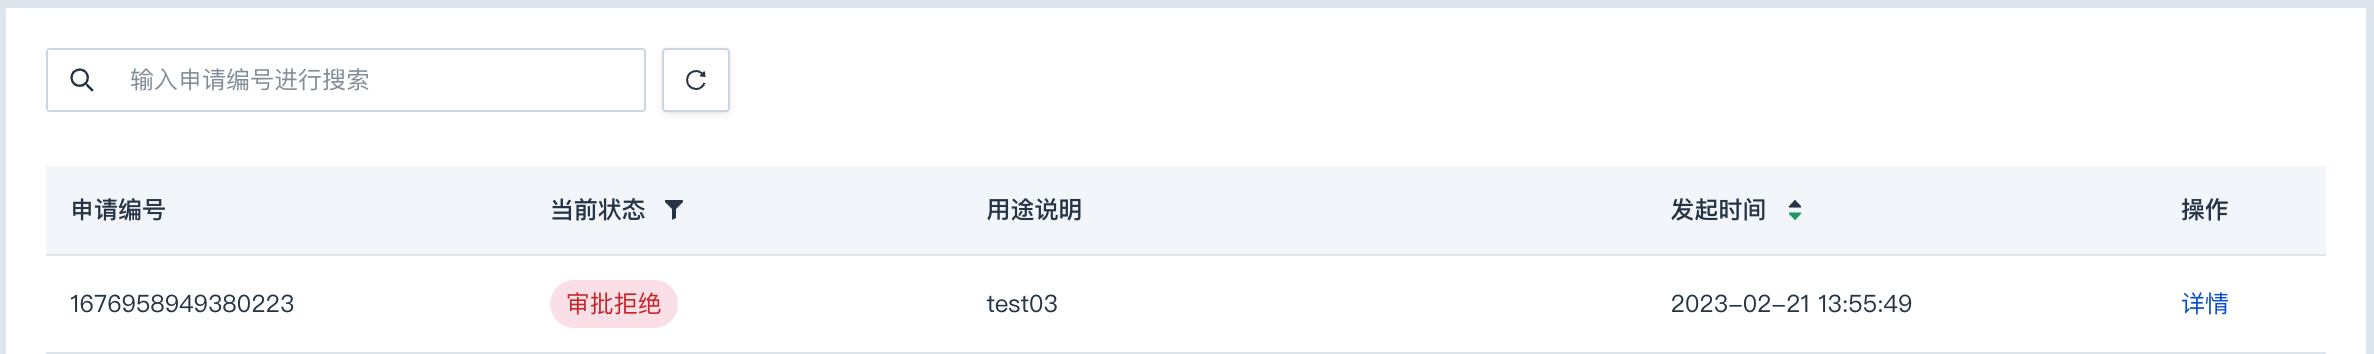 输入申请编号进行搜索
申请编号 当前状态 用途说明 发起时间 操作
1676958949380223 审批拒绝 test03 2023-02-21 13:55:49 详情